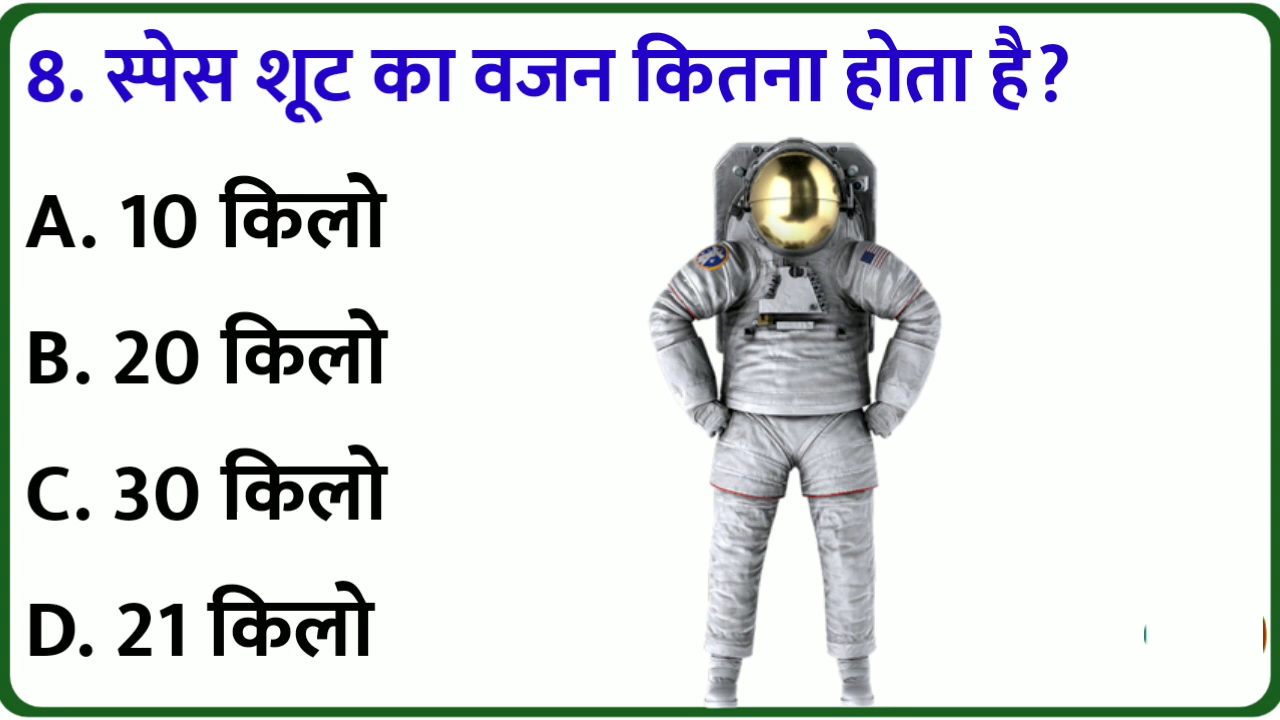 8. स्पेस शूट का वजन कितना होता है?
A. 10 किलो
B. 20 किलो
C. 30 किलो
D. 21 किलो